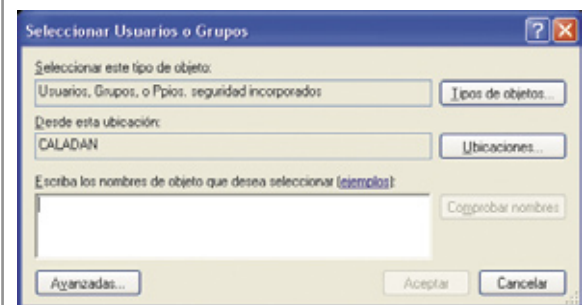 Seleccionar Usuarios o Grupos
Seleccionar este tipo de objeto:
Usuarios, Grupos, o Ppios. seguridad incorporados
Tipos de objetos...
Desde esta ubicación:
CALADAN
Ubicaciones...
Escriba los nombres de objeto que desea seleccionar (ejemplos):
Comprobar nombres
Avanzadas...
Aceptar
Cancelar